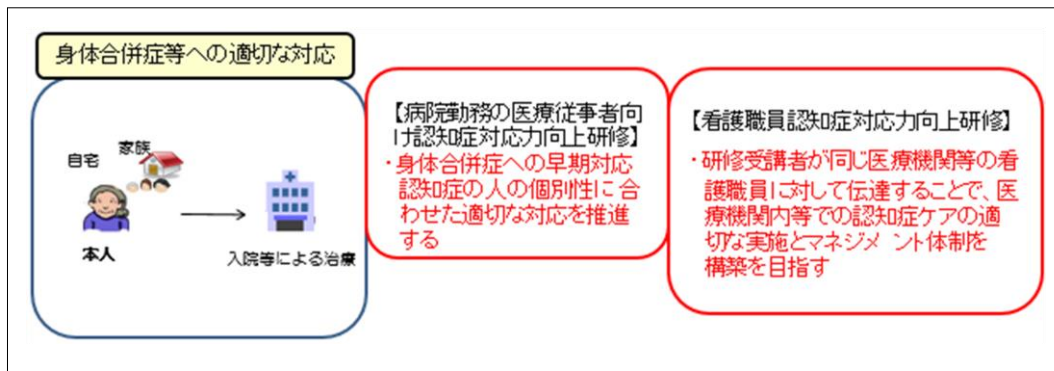 身体合併症等への適切な対応
家族
自宅
本人
入院等による治療
【病院勤務の医療従事者向
け認知症対応力向上研修】
・身体合併症への早期対応
認知症の人の個別性に合
わせた適切な対応を推進
する
【看護職員認知症対応力向上研修】
・研修受講者が同じ医療機関等の看
護職員に対して伝達することで、医
療機関内等での認知症ケアの適
切な実施とマネジメント体制を
構築を目指す